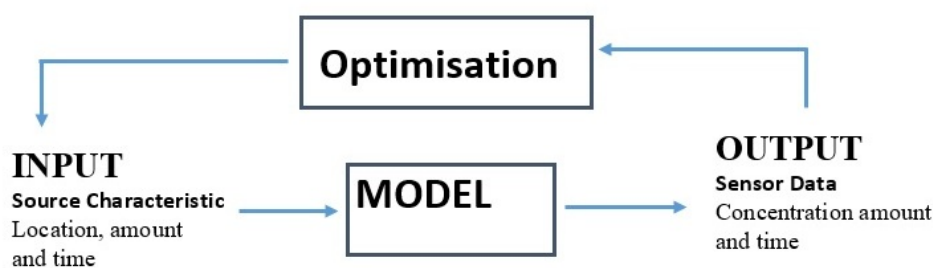 Optimisation
INPUT
Source Characteristic
Location, amount
and time
MODEL
OUTPUT
Sensor Data
Concentration amount
and time